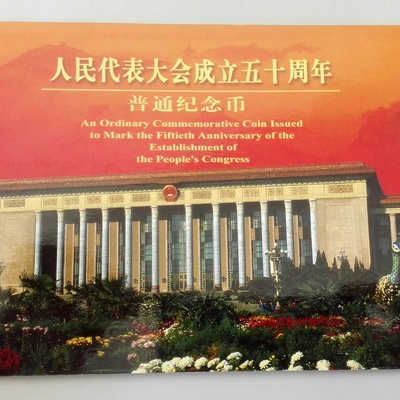 人民代表大会成立五十周年
普通纪念币
An Ordinary Commemorative Coin Issued
to Mark the Fiftieth Anniversary of the
Establishment of
the People's Congress